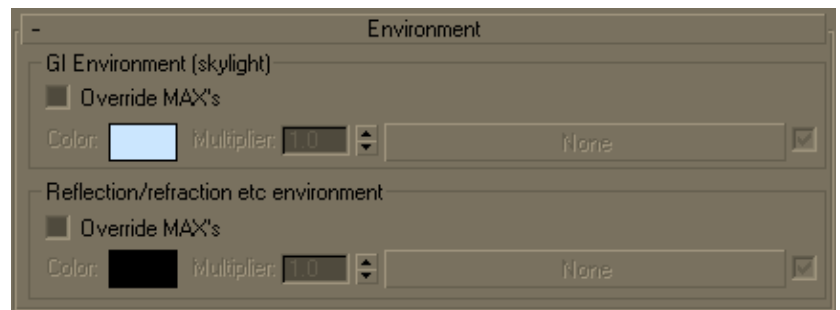 - Environment
GI Environment (skylight)
Override MAX's
Color: Multiplier: 1.0 None
Reflection/refraction etc environment
Override MAX's
Color: Multiplier: 1.0 None